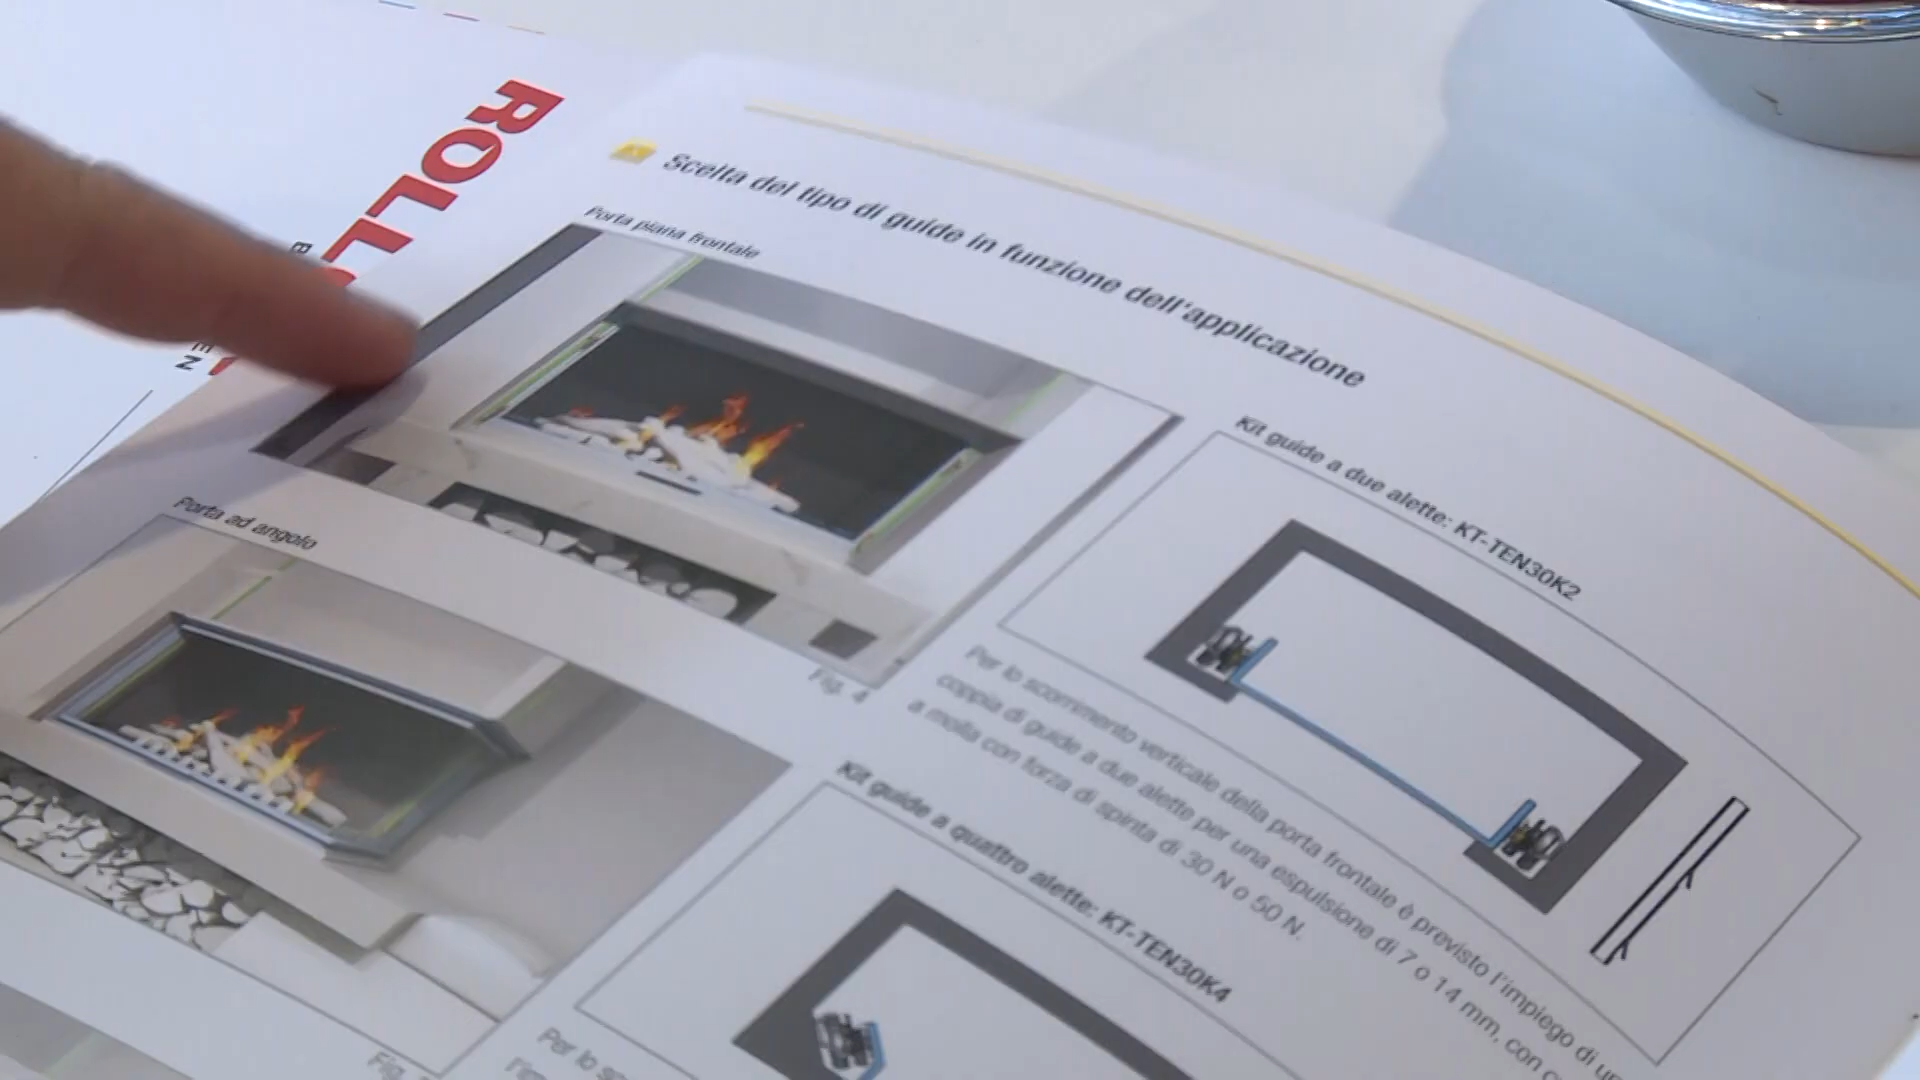 ROLL
Scelta del tipo di guide in funzione dell'applicazione
Porta piana frontale
Fig. 4
Kit guide a due alette: KT-TEN30K2
Per lo scorrimento verticale della porta frontale è previsto l'impiego di
coppia di guide a due alette per una espulsione di 7 o 14 mm, con
a molla con forza di spinta di 30 N o 50 N.
Porta ad angolo
Fig.
Kit guide a quattro alette: KT-TEN30K4
Per lo